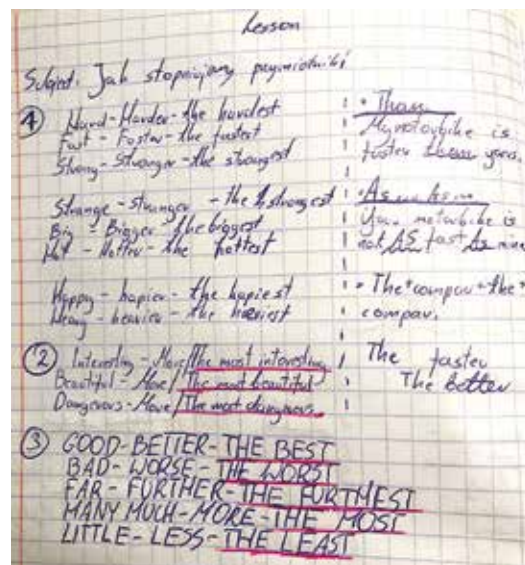 Lesson
Subject: Jak stopniujemy przymiotniki
1
Hard - Harder - the hardest
Fast - Faster - the fastest
Strong - Stronger - the strongest
Strange - stranger - the strangest
Big - Bigger - the biggest
Hot - Hotter - the hottest
Happy - hapier - the hapiest
Heavy - heavier - the heaviest
2 Interesting - More/The most interesting
Beautiful - More/The most beautiful
Dangerous - More/The most dangerous
3 GOOD - BETTER - THE BEST
BAD - WORSE - THE WORST
FAR - FURTHER - THE FURTHEST
MANY MUCH - MORE - THE MOST
LITTLE - LESS - THE LEAST
• Than
My motorbike is
faster than yours
• As ... As ...
Your motorbike is
not AS fast As mine
• The + compar + the +
compar.
The faster
The better